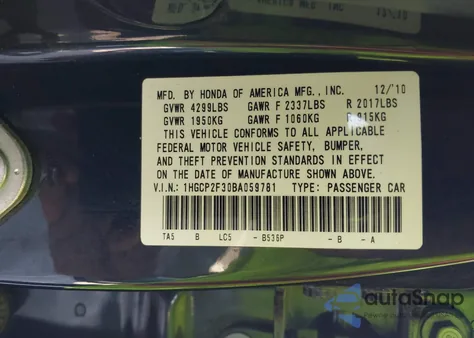 MFD. BY HONDA OF AMERICA MFG., INC. 12/'10
GVWR 4299LBS GAWR F 2337LBS R 2017LBS
GVWR 1950KG GAWR F 1060KG R 915KG
THIS VEHICLE CONFORMS TO ALL APPLICABLE
FEDERAL MOTOR VEHICLE SAFETY, BUMPER,
AND THEFT PREVENTION STANDARDS IN EFFECT
ON THE DATE OF MANUFACTURE SHOWN ABOVE.
V.I.N.: 1HGCP2F30BA059781 TYPE: PASSENGER CAR
TA5 B LC5 - B536P - B - A
autoSnap